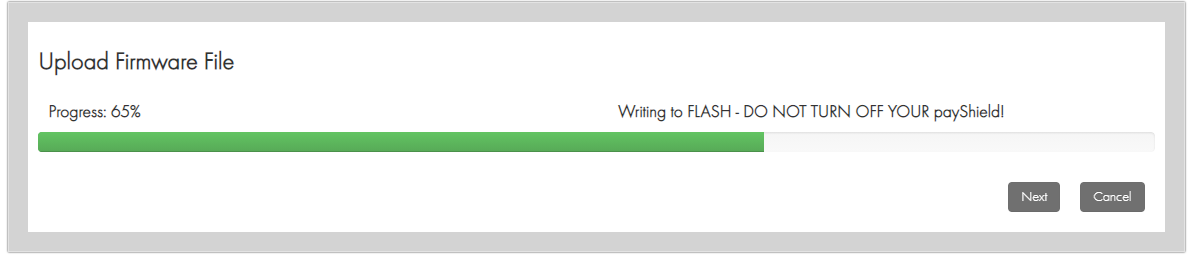 Upload Firmware File
Progress: 65%
Writing to FLASH - DO NOT TURN OFF YOUR payShield!
Next
Cancel